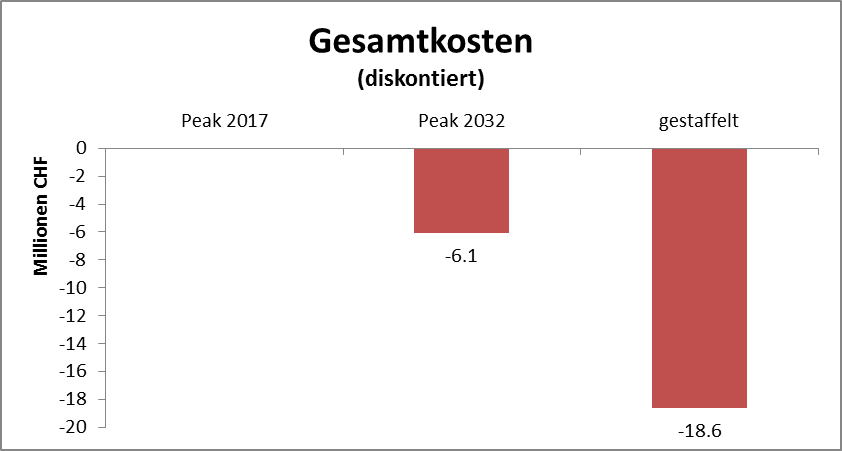 Gesamtkosten
(diskontiert)
Peak 2017
Peak 2032
gestaffelt
Millionen CHF
0
-2
-4
-6
-8
-10
-12
-14
-16
-18
-20
-6.1
-18.6